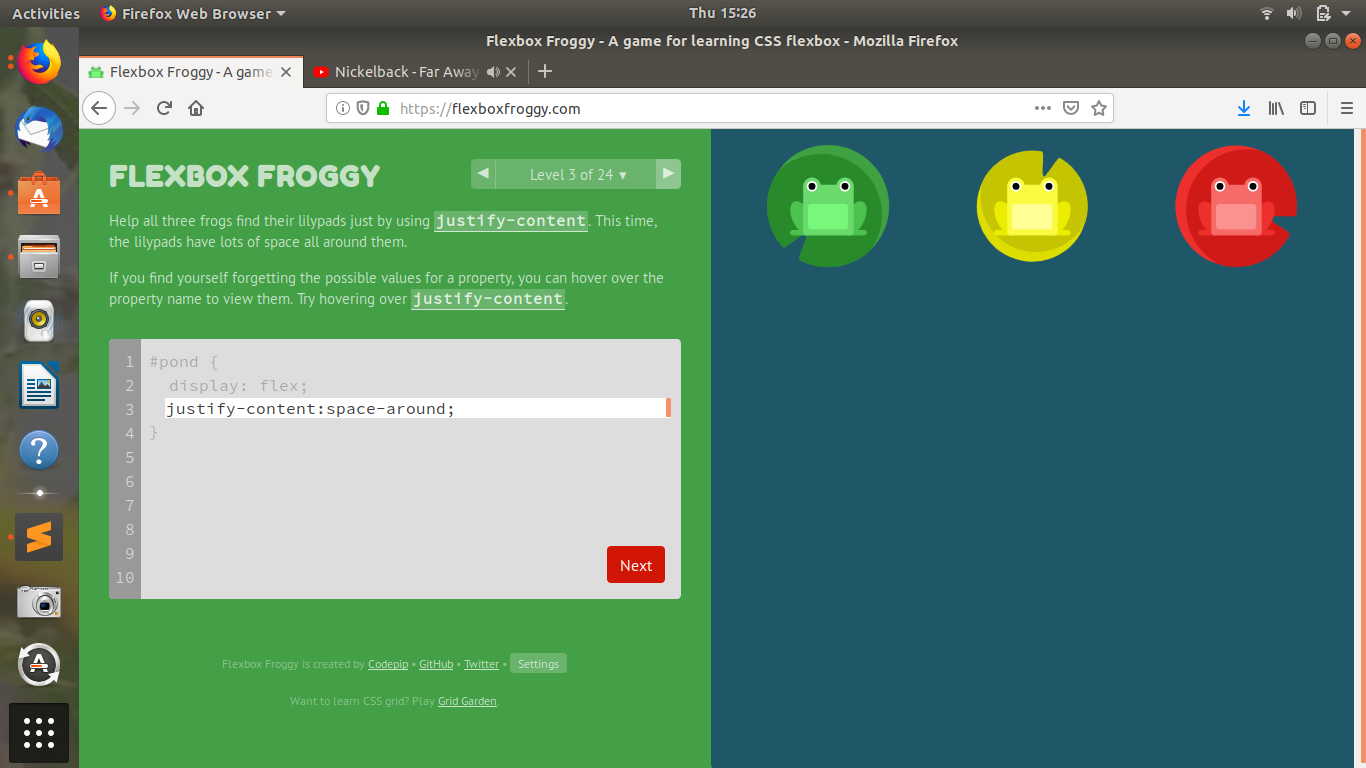 Activities Firefox Web Browser Thu 15:26
Flexbox Froggy - A game for learning CSS flexbox - Mozilla Firefox
Flexbox Froggy - A game Nickelback - Far Away
https://flexboxfroggy.com
FLEXBOX FROGGY
Level 3 of 24
Help all three frogs find their lilypads just by using justify-content. This time,
the lilypads have lots of space all around them.
If you find yourself forgetting the possible values for a property, you can hover over the
property name to view them. Try hovering over justify-content.
1 #pond {
2 display: flex;
3 justify-content:space-around;
4 }
5
6
7
8
9
10
Next
Flexbox Froggy is created by Codepip • GitHub • Twitter • Settings
Want to learn CSS grid? Play Grid Garden.